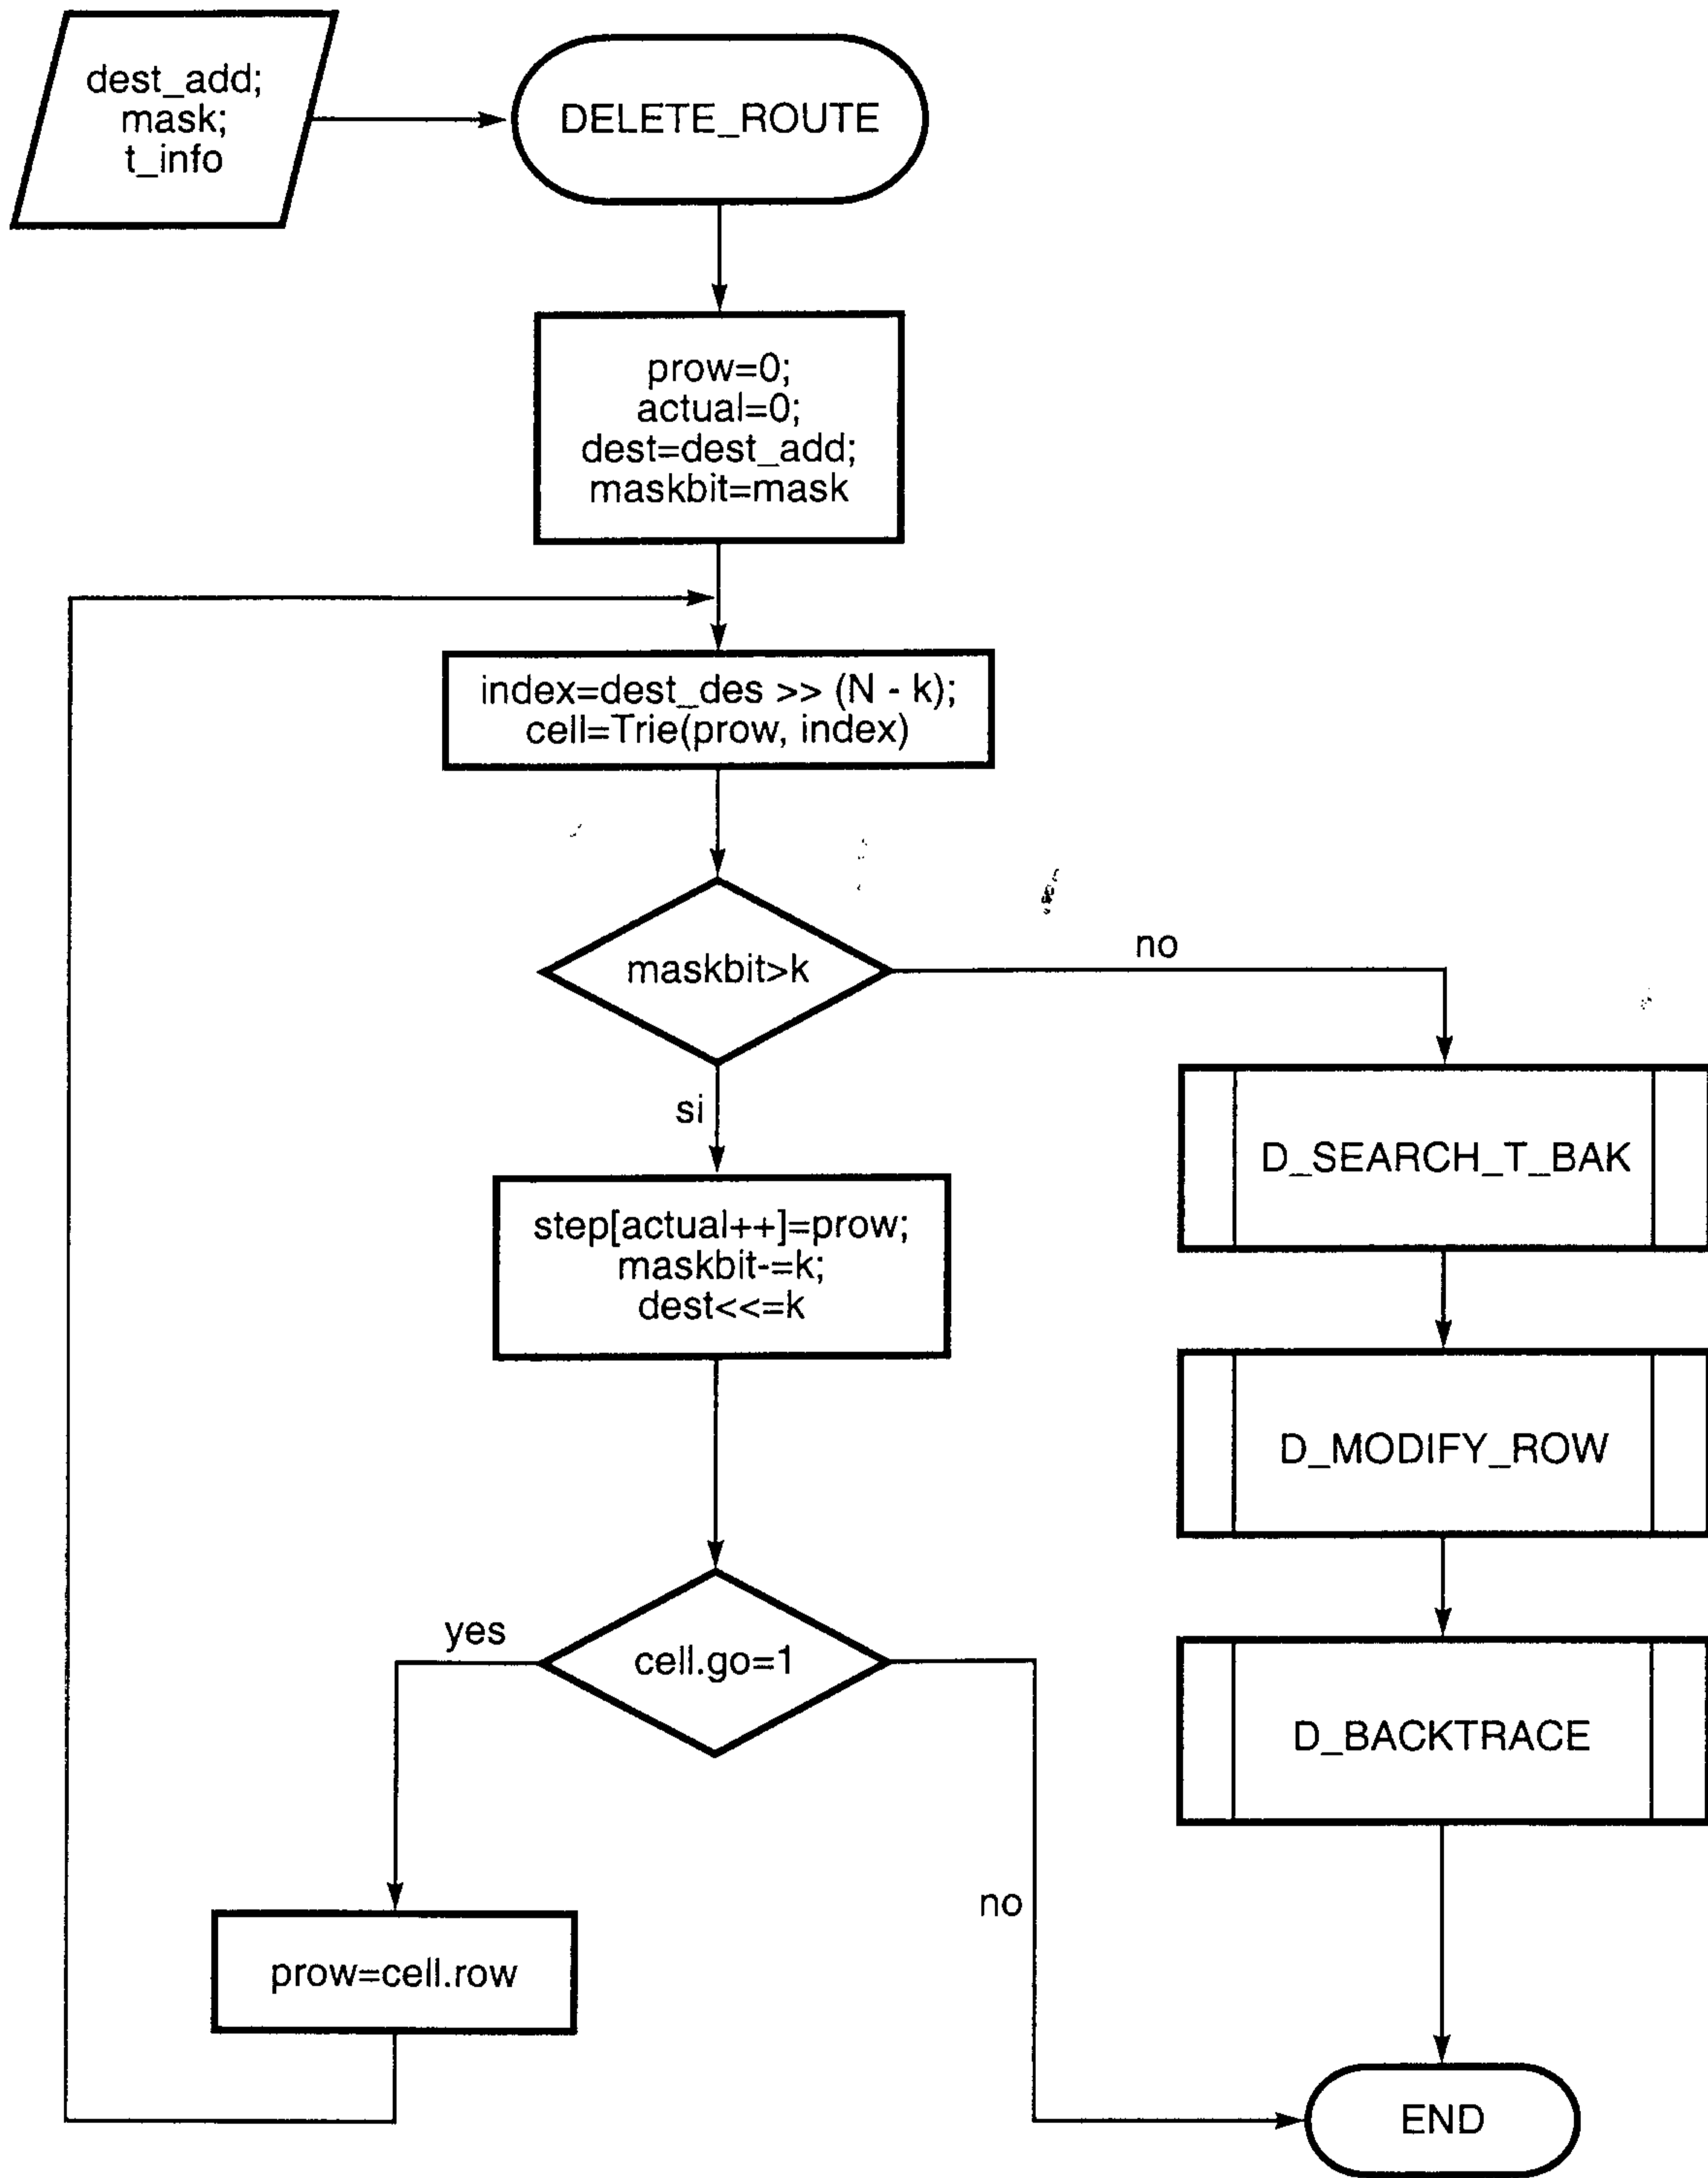 dest_add;
mask;
t_info
DELETE_ROUTE
prow=0;
actual=0;
dest=dest_add;
maskbit=mask
index=dest_des >> (N - k);
cell=Trie(prow, index)
maskbit>k
no
si
D_SEARCH_T_BAK
step[actual++]=prow;
maskbit-=k;
dest<<=k
D_MODIFY_ROW
yes
cell.go=1
D_BACKTRACE
no
prow=cell.row
END